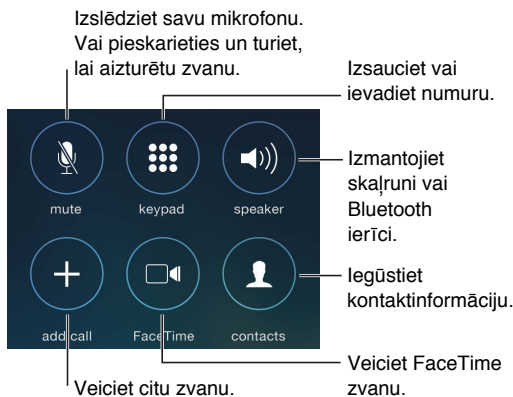 Izslēdziet savu mikrofonu.
Vai pieskarieties un turiet,
lai aizturētu zvanu.
Izsauciet vai
ievadiet numuru.
mute
keypad
speaker
Izmantojiet
skaļruni vai
Bluetooth
ierīci.
add call
FaceTime
contacts
Iegūstiet
kontaktinformāciju.
Veiciet citu zvanu.
Veiciet FaceTime
zvanu.